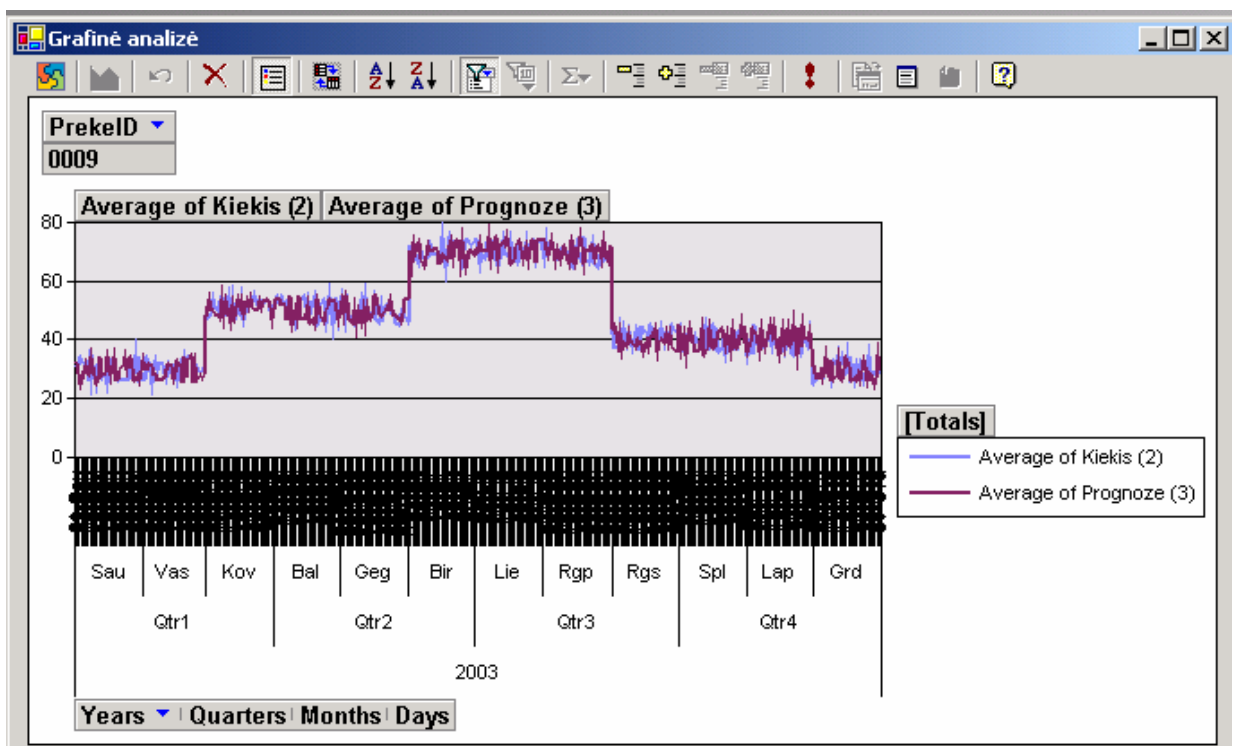 Grafinė analizė
PrekeID
0009
Average of Kiekis (2) Average of Prognoze (3)
80
60
40
20
0
[Totals]
Average of Kiekis (2)
Average of Prognoze (3)
Sau Vas Kov Bal Geg Bir Lie Rgp Rgs Spl Lap Grd
Qtr1 Qtr2 Qtr3 Qtr4
2003
Years Quarters Months Days